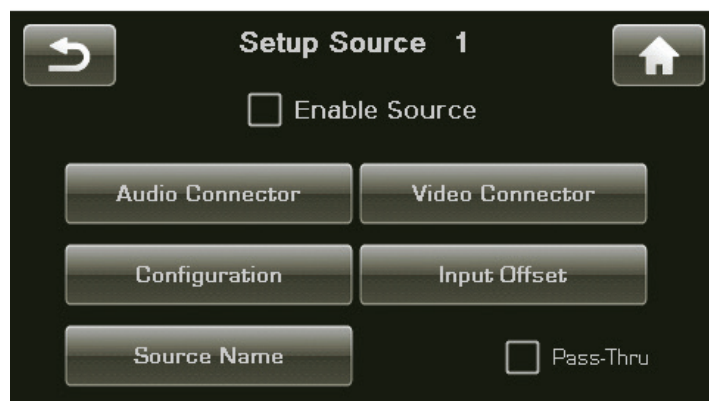 Setup Source 1
Enable Source
Audio Connector
Video Connector
Configuration
Input Offset
Source Name
Pass-Thru